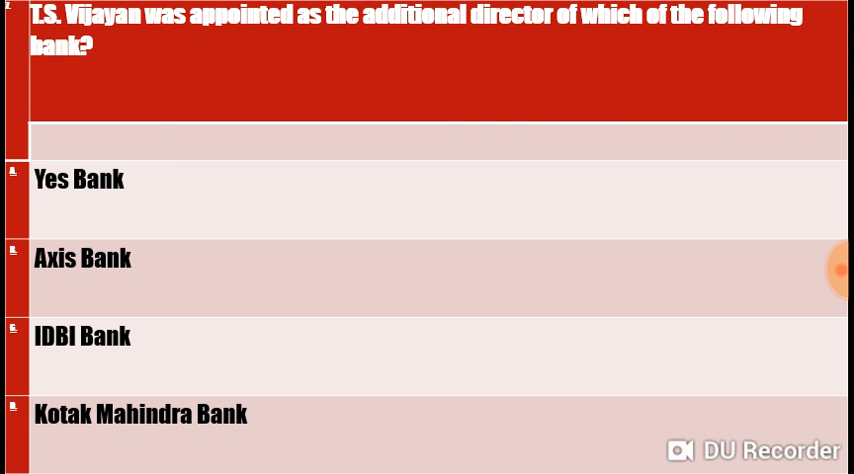 7.
T.S. Vijayan was appointed as the additional director of which of the following
bank?
Yes Bank
Axis Bank
IDBI Bank
Kotak Mahindra Bank
DU Recorder